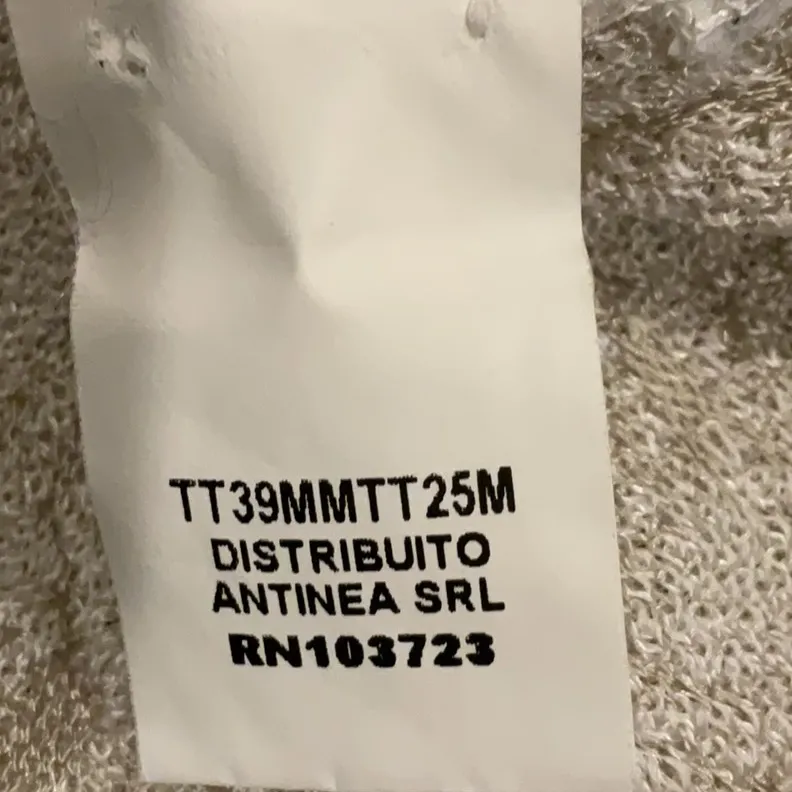 TT39MMTT25M
DISTRIBUITO
ANTINEA SRL
RN103723